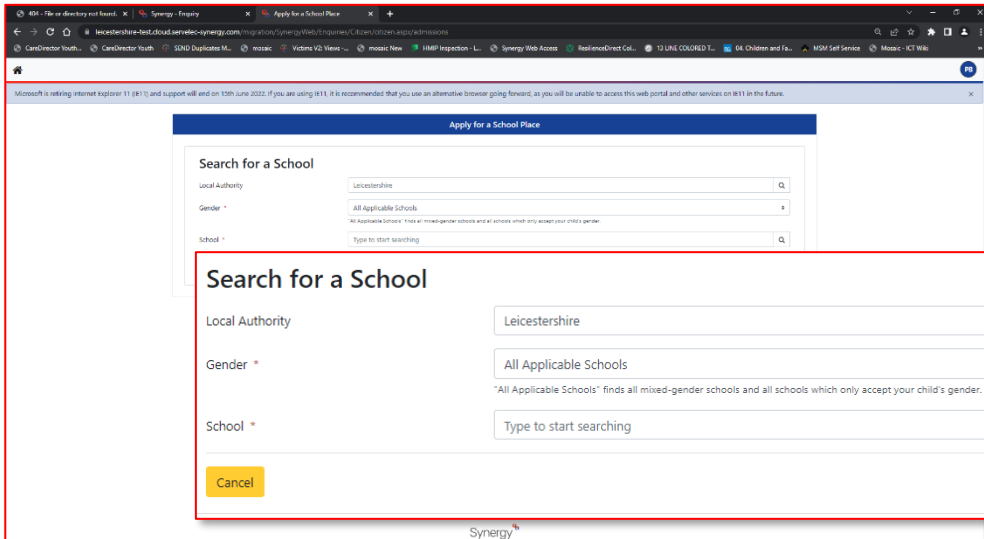 404 - File or directory not found.
Synergy - Enquiry
Apply for a School Place
leicestershire-test.cloud.servelec-synergy.com/migration/SynergyWeb/Enquiries/Citizen/citizen.aspx/admissions
CareDirector Youth...
CareDirector Youth
SEND Duplicates M...
mosaic
Victims V2: Views -...
mosaic New
HMIP Inspection - L...
Synergy Web Access
ResilienceDirect Col...
13 LINE COLORED T...
04. Children and Fa...
MSM Self Service
Mosaic - ICT Wiki
PB
Microsoft is retiring Internet Explorer 11 (IE11) and support will end on 15th June 2022. If you are using IE11, it is recommended that you use an alternative browser going forward, as you will be unable to access this web portal and other services on IE11 in the future.
Apply for a School Place
Search for a School
Local Authority
Leicestershire
Gender *
All Applicable Schools
"All Applicable Schools" finds all mixed-gender schools and all schools which only accept your child's gender.
School *
Type to start searching
Search for a School
Local Authority
Leicestershire
Gender *
All Applicable Schools
"All Applicable Schools" finds all mixed-gender schools and all schools which only accept your child's gender.
School *
Type to start searching
Cancel
Synergy